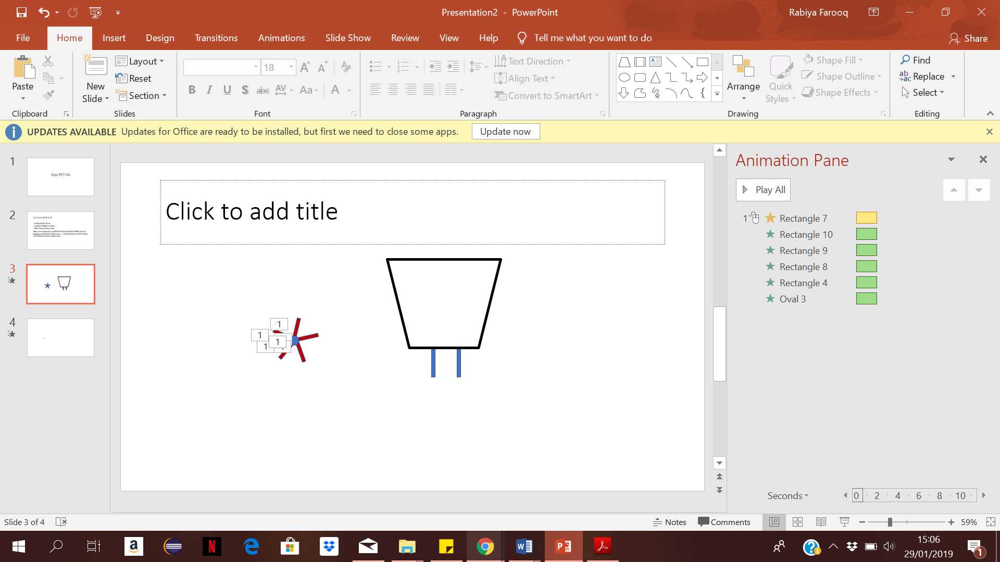 Presentation2 - PowerPoint
Rabiya Farooq
File Home Insert Design Transitions Animations Slide Show Review View Help Tell me what you want to do Share
Paste
Clipboard
New Slide
Layout
Reset
Section
Slides
18
B I U S abc AV Aa A
Font
Text Direction
Align Text
Convert to SmartArt
Paragraph
Arrange
Quick Styles
Shape Fill
Shape Outline
Shape Effects
Drawing
Find
Replace
Select
Editing
UPDATES AVAILABLE Updates for Office are ready to be installed, but first we need to close some apps. Update now
1
App-PET-ite
2
Component List
3
4
Click to add title
1
1
1
1
Animation Pane
Play All
1 Rectangle 7
Rectangle 10
Rectangle 9
Rectangle 8
Rectangle 4
Oval 3
Seconds 0 2 4 6 8 10
Slide 3 of 4
Notes Comments 59%
15:06
29/01/2019
1